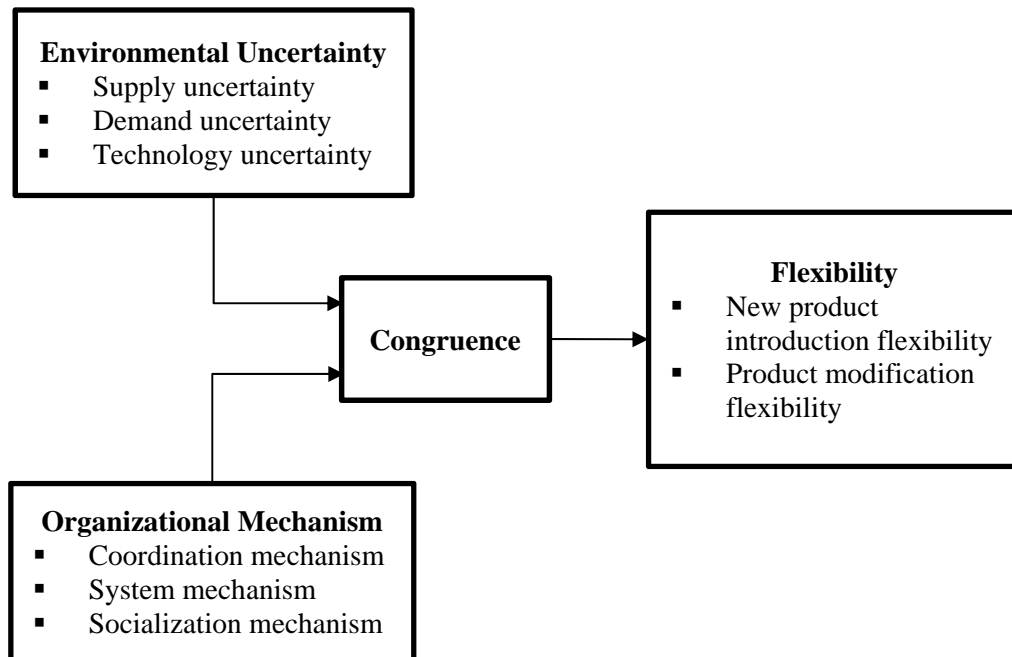 Environmental Uncertainty
▪ Supply uncertainty
▪ Demand uncertainty
▪ Technology uncertainty
Flexibility
▪ New product
introduction flexibility
▪ Product modification
flexibility
Congruence
Organizational Mechanism
▪ Coordination mechanism
▪ System mechanism
▪ Socialization mechanism